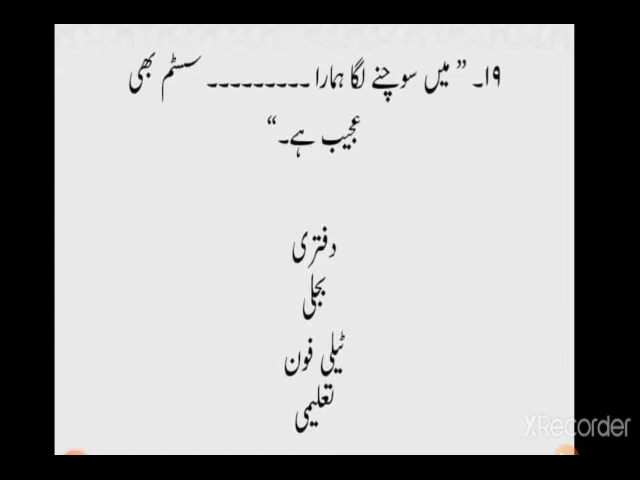 ۱۹۔ ” میں سوچنے لگا ہمارا --------- سسٹم بھی
عجیب ہے۔“
دفتری
بجلی
ٹیلی فون
تعلیمی
XRecorder